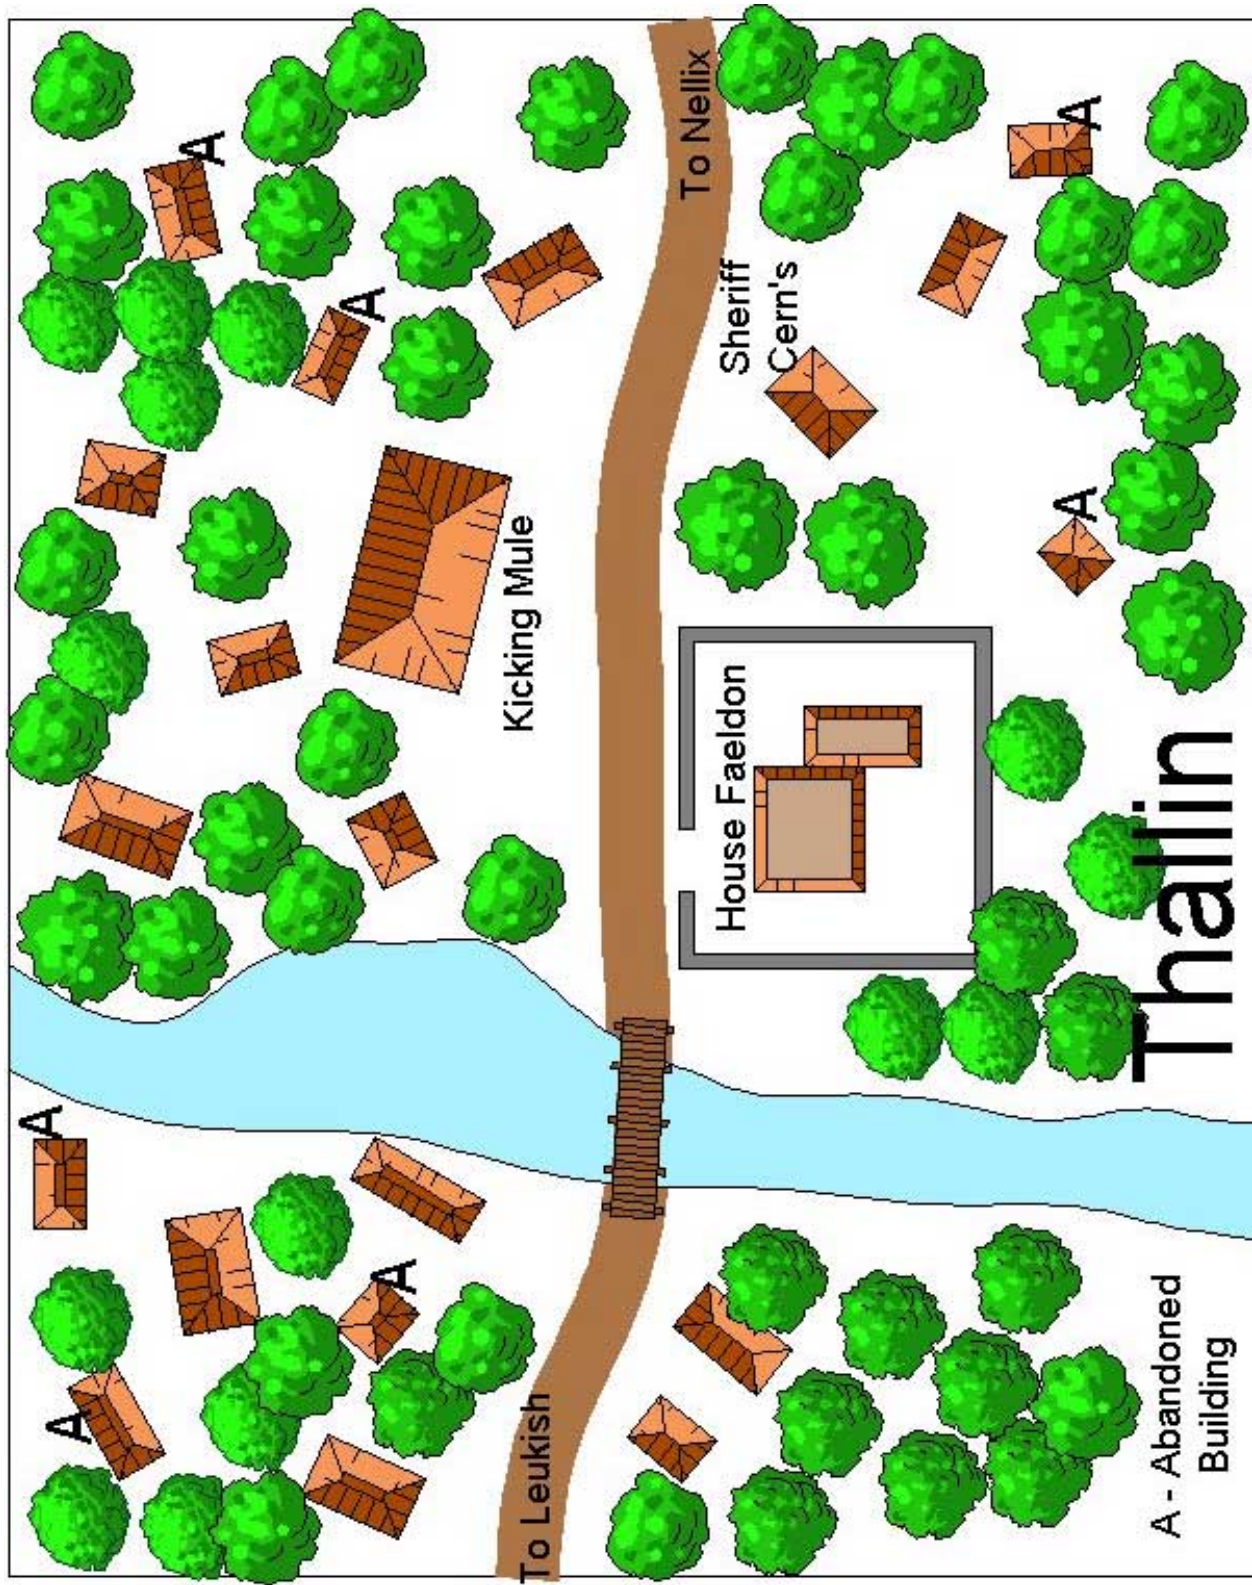 A
A
A
A
A
Kicking Mule
To Leukish
To Nellix
House Faeldon
Sheriff
Cern's
A
A
A - Abandoned
Building
Thallin